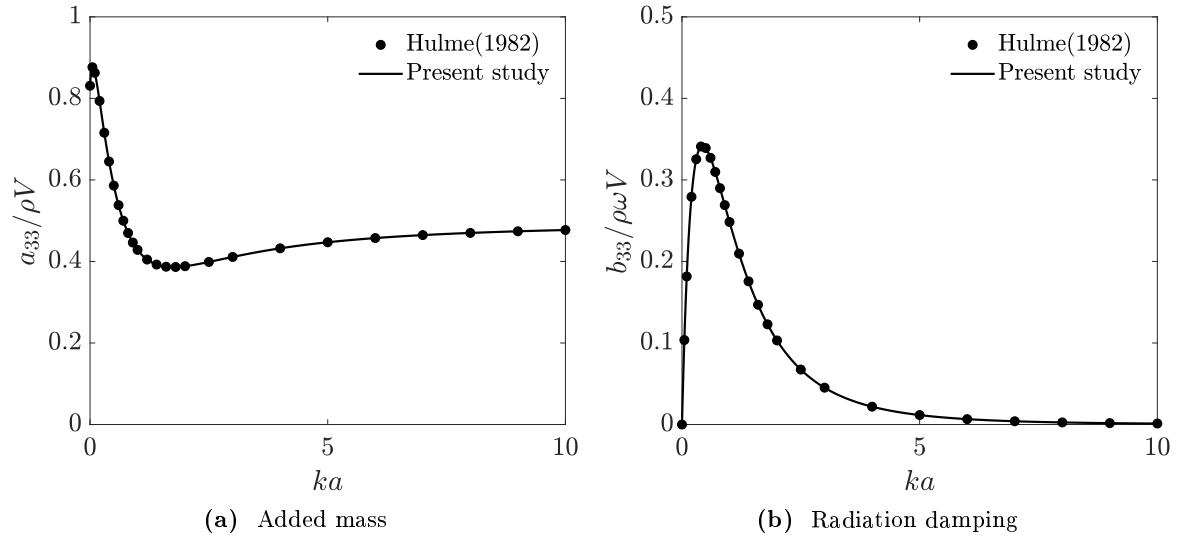 1
0.8
0.6
0.4
0.2
0
0
5
10
a33/ρV
ka
Hulme(1982)
Present study
(a) Added mass
0.5
0.4
0.3
0.2
0.1
0
0
5
10
b33/ρωV
ka
Hulme(1982)
Present study
(b) Radiation damping